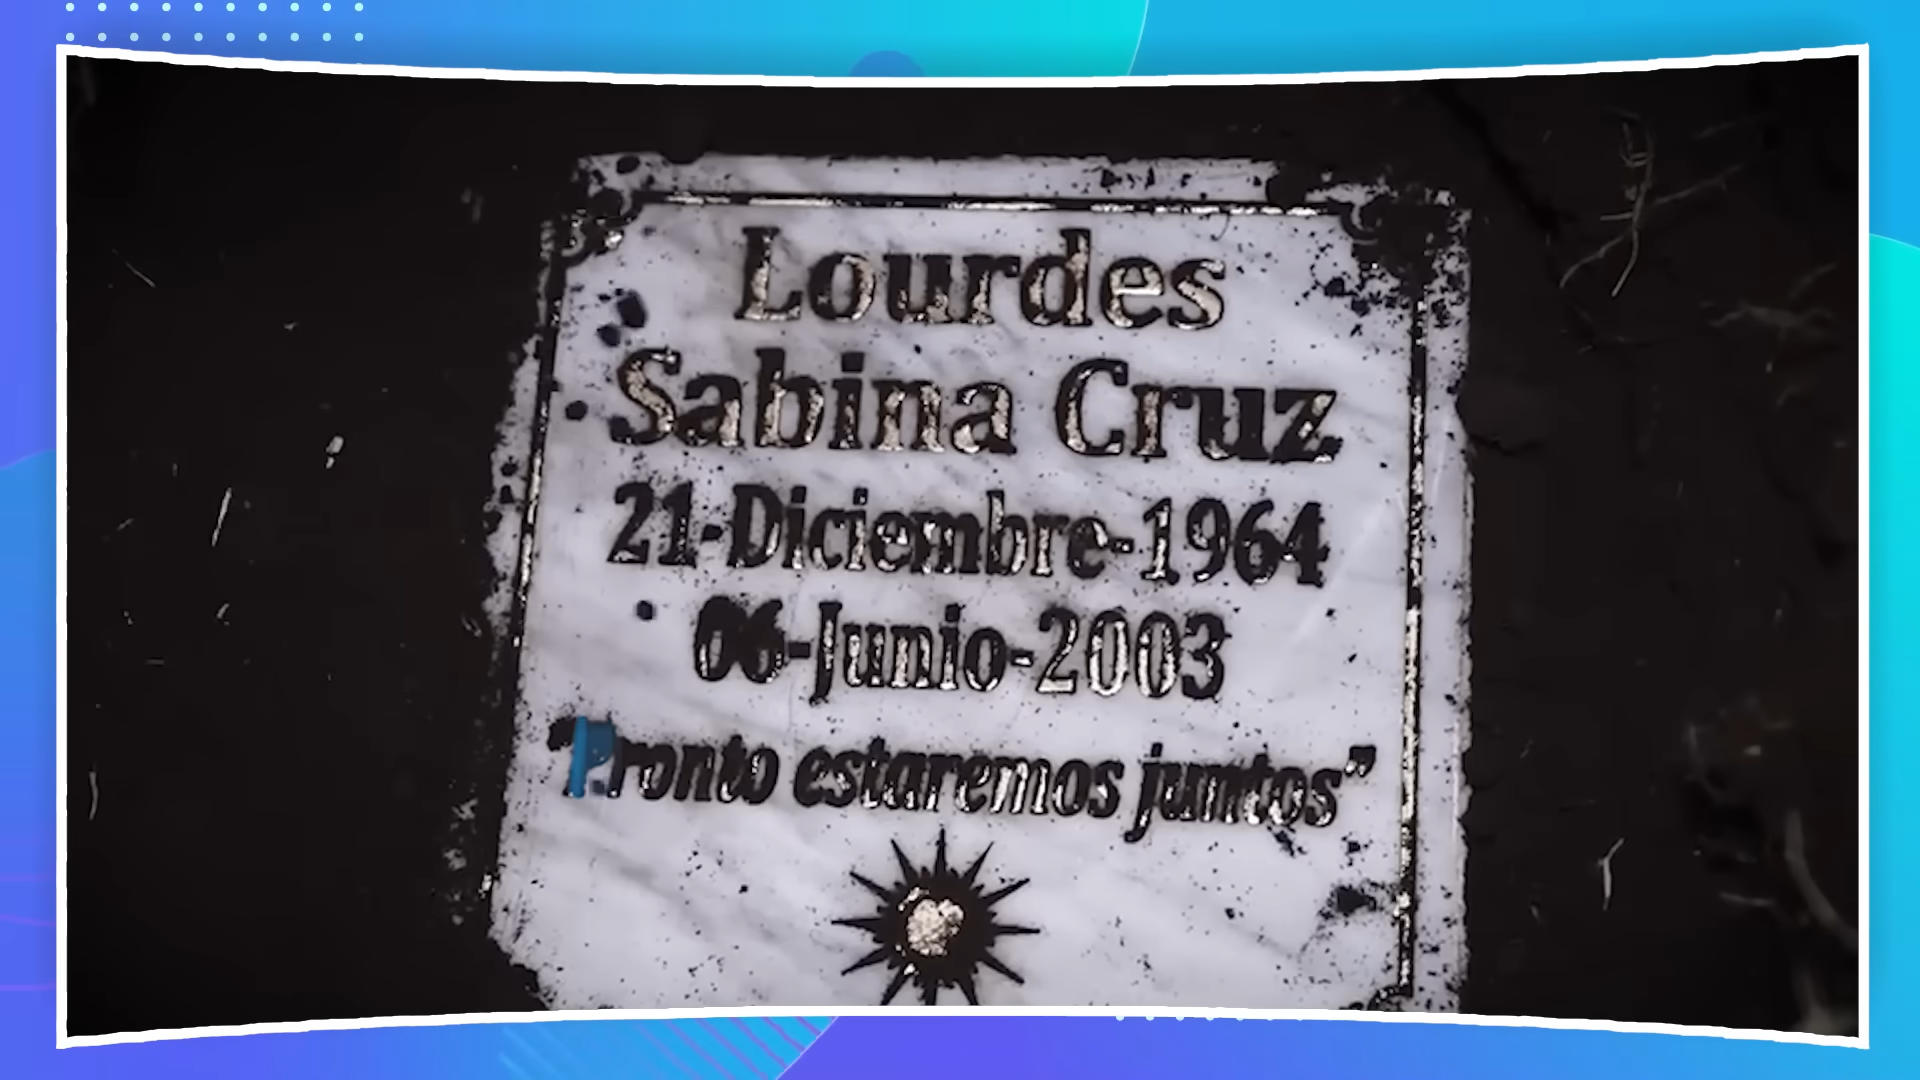 Lourdes
Sabina Cruz
21-Diciembre-1964
06-Junio-2003
"Pronto estaremos juntos"